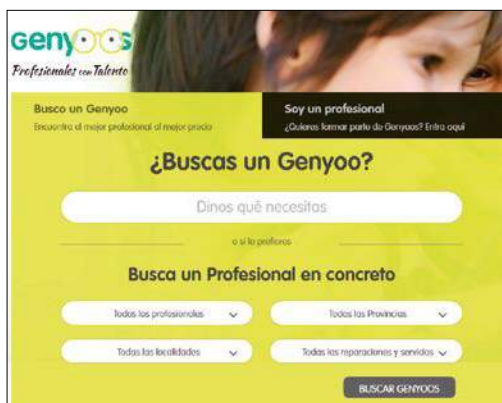 Genyoos
Profesionales con Talento
Busco un Genyoo
Encuentra el mejor profesional al mejor precio
Soy un profesional
¿Quieres formar parte de Genyoos? Entra aquí
¿Buscas un Genyoo?
Dinos qué necesitas
o si lo prefieres
Busca un Profesional en concreto
Todos los profesionales
Todas las Provincias
Todas las localidades
Todas las reparaciones y servicios
BUSCAR GENYOOS